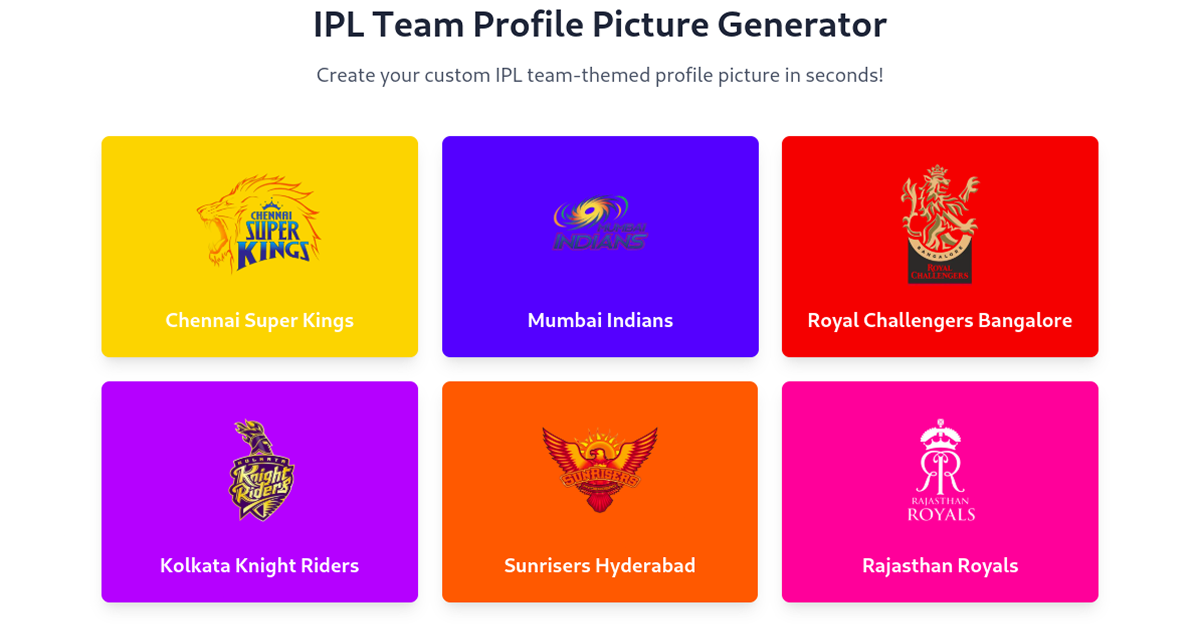 IPL Team Profile Picture Generator
Create your custom IPL team-themed profile picture in seconds!
CHENNAI
SUPER
KINGS
Chennai Super Kings
MUMBAI
INDIANS
Mumbai Indians
BANGALORE
ROYAL
CHALLENGERS
Royal Challengers Bangalore
KOLKATA
Knight
Riders
Kolkata Knight Riders
SUNRISERS
Sunrisers Hyderabad
RAJASTHAN
ROYALS
Rajasthan Royals